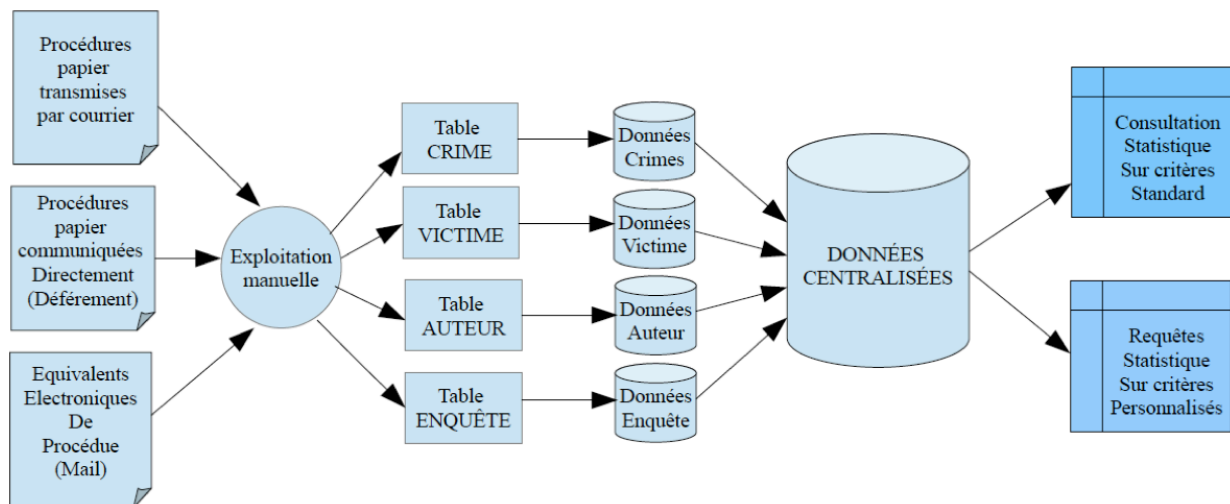 Procédures
papier
transmises
par courrier
Procédures
papier
communiquées
Directement
(Déférement)
Equivalents
Electroniques
De
Procédue
(Mail)
Exploitation
manuelle
Table
CRIME
Table
VICTIME
Table
AUTEUR
Table
ENQUÊTE
Données
Crimes
Données
Victime
Données
Auteur
Données
Enquête
DONNÉES
CENTRALISÉES
Consultation
Statistique
Sur critères
Standard
Requêtes
Statistique
Sur critères
Personnalisés